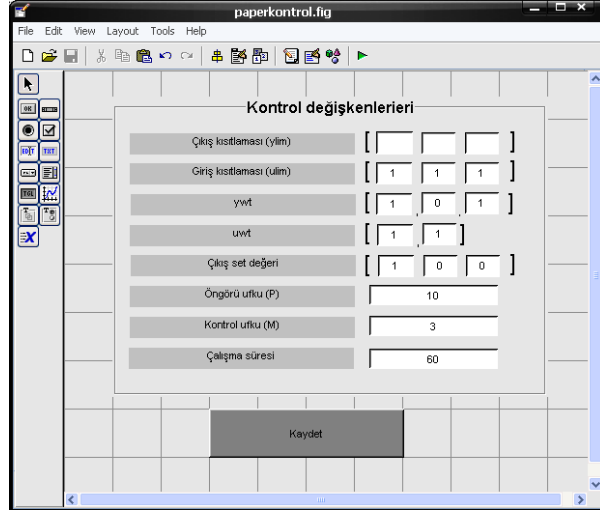 paperkontrol.fig
File Edit View Layout Tools Help
Kontrol değişkenlerieri
Çıkış kısıtlaması (ylim) [ ]
Giriş kısıtlaması (ulim) [ 1 1 1 ]
ywt [ 1 , 0 , 1 ]
uwt [ 1 , 1 ]
Çıkış set değeri [ 1 0 0 ]
Öngörü ufku (P) 10
Kontrol ufku (M) 3
Çalışma süresi 60
Kaydet